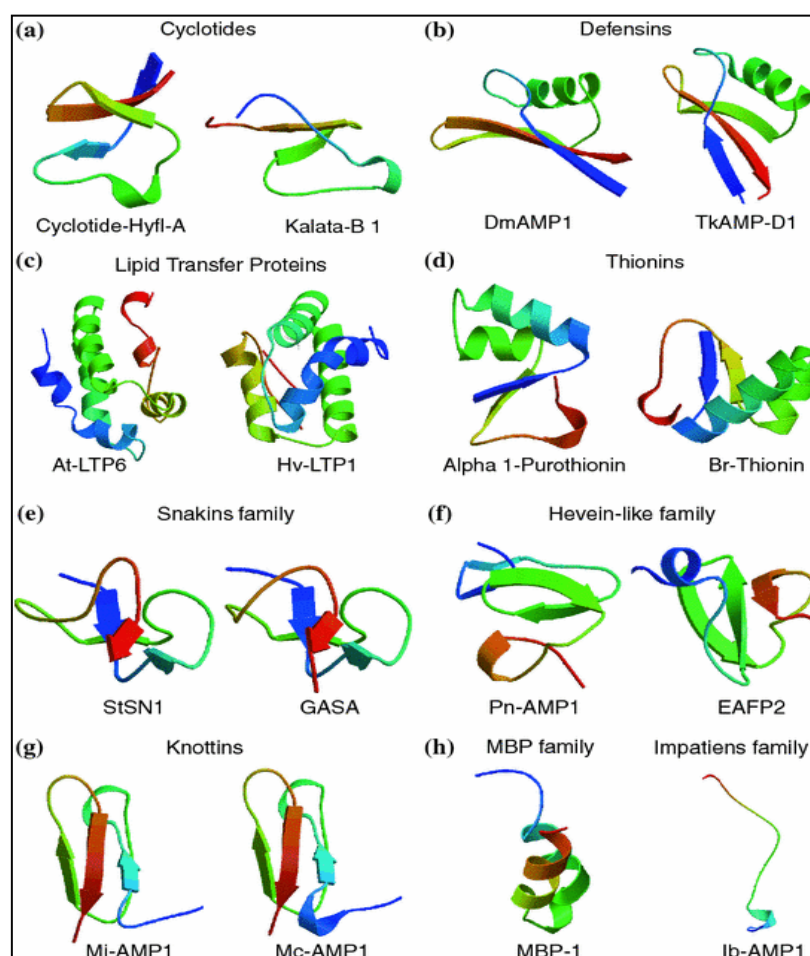 (a) Cyclotides
(b) Defensins
Cyclotide-Hyfl-A
Kalata-B 1
DmAMP1
TkAMP-D1
(c) Lipid Transfer Proteins
(d) Thionins
At-LTP6
Hv-LTP1
Alpha 1-Purothionin
Br-Thionin
(e) Snakins family
(f) Hevein-like family
StSN1
GASA
Pn-AMP1
EAFP2
(g) Knottins
(h) MBP family
Impatiens family
Mj-AMP1
Mc-AMP1
MBP-1
Ib-AMP1